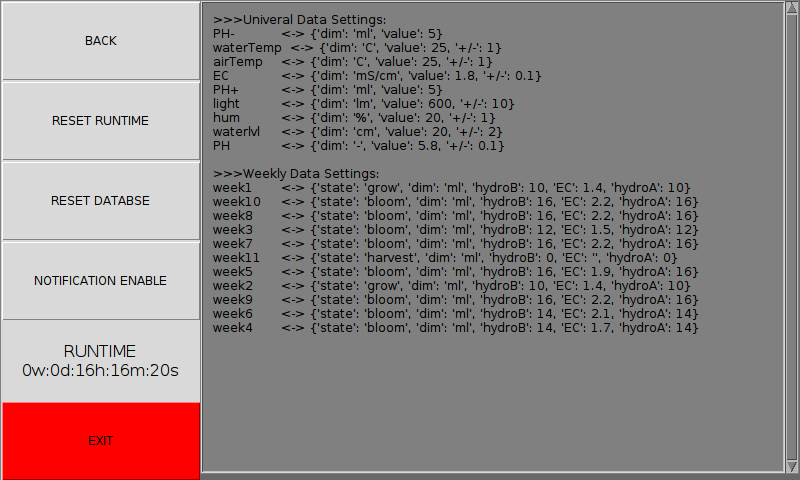 BACK
RESET RUNTIME
RESET DATABSE
NOTIFICATION ENABLE
RUNTIME
0w:0d:16h:16m:20s
EXIT
>>>Univeral Data Settings:
PH- <-> {'dim': 'ml', 'value': 5}
waterTemp <-> {'dim': 'C', 'value': 25, '+/-': 1}
airTemp <-> {'dim': 'C', 'value': 25, '+/-': 1}
EC <-> {'dim': 'mS/cm', 'value': 1.8, '+/-': 0.1}
PH+ <-> {'dim': 'ml', 'value': 5}
light <-> {'dim': 'lm', 'value': 600, '+/-': 10}
hum <-> {'dim': '%', 'value': 20, '+/-': 1}
waterlvl <-> {'dim': 'cm', 'value': 20, '+/-': 2}
PH <-> {'dim': '-', 'value': 5.8, '+/-': 0.1}
>>>Weekly Data Settings:
week1 <-> {'state': 'grow', 'dim': 'ml', 'hydroB': 10, 'EC': 1.4, 'hydroA': 10}
week10 <-> {'state': 'bloom', 'dim': 'ml', 'hydroB': 16, 'EC': 2.2, 'hydroA': 16}
week8 <-> {'state': 'bloom', 'dim': 'ml', 'hydroB': 16, 'EC': 2.2, 'hydroA': 16}
week3 <-> {'state': 'bloom', 'dim': 'ml', 'hydroB': 12, 'EC': 1.5, 'hydroA': 12}
week7 <-> {'state': 'bloom', 'dim': 'ml', 'hydroB': 16, 'EC': 2.2, 'hydroA': 16}
week11 <-> {'state': 'harvest', 'dim': 'ml', 'hydroB': 0, 'EC': '', 'hydroA': 0}
week5 <-> {'state': 'bloom', 'dim': 'ml', 'hydroB': 16, 'EC': 1.9, 'hydroA': 16}
week2 <-> {'state': 'grow', 'dim': 'ml', 'hydroB': 10, 'EC': 1.4, 'hydroA': 10}
week9 <-> {'state': 'bloom', 'dim': 'ml', 'hydroB': 16, 'EC': 2.2, 'hydroA': 16}
week6 <-> {'state': 'bloom', 'dim': 'ml', 'hydroB': 14, 'EC': 2.1, 'hydroA': 14}
week4 <-> {'state': 'bloom', 'dim': 'ml', 'hydroB': 14, 'EC': 1.7, 'hydroA': 14}